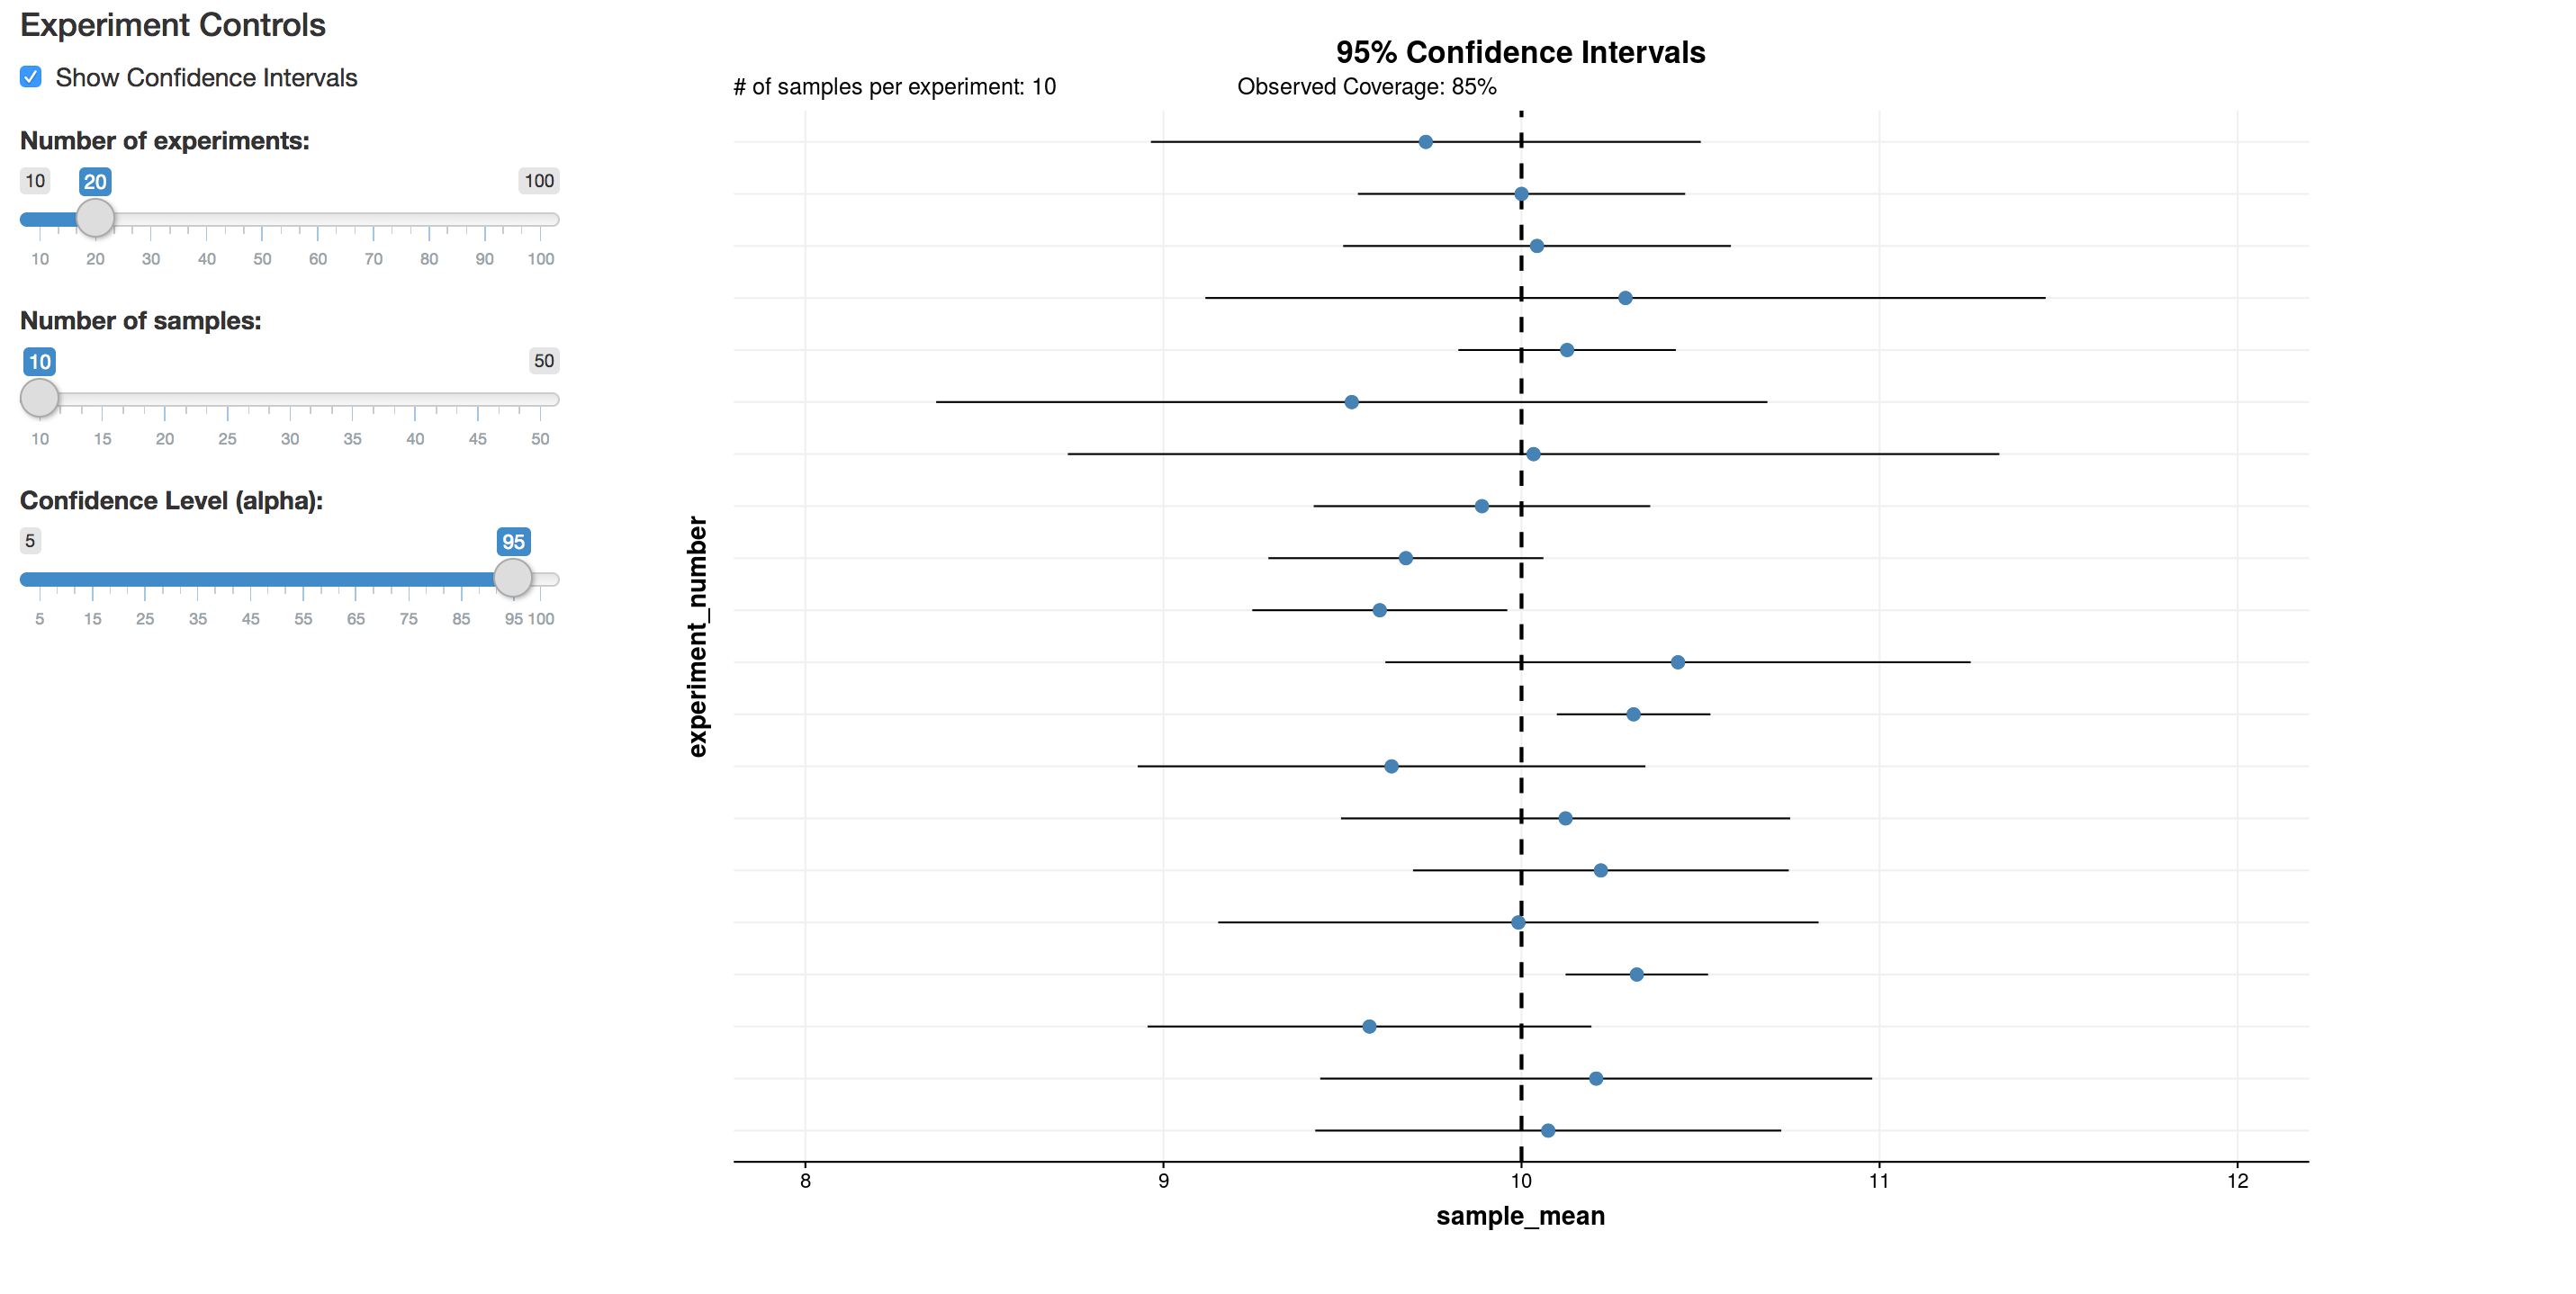 Experiment Controls
Show Confidence Intervals
Number of experiments:
10 20 100
10 20 30 40 50 60 70 80 90 100
Number of samples:
10 50
10 15 20 25 30 35 40 45 50
Confidence Level (alpha):
5 95
5 15 25 35 45 55 65 75 85 95 100
95% Confidence Intervals
# of samples per experiment: 10 Observed Coverage: 85%
experiment_number
8 9 10 11 12
sample_mean